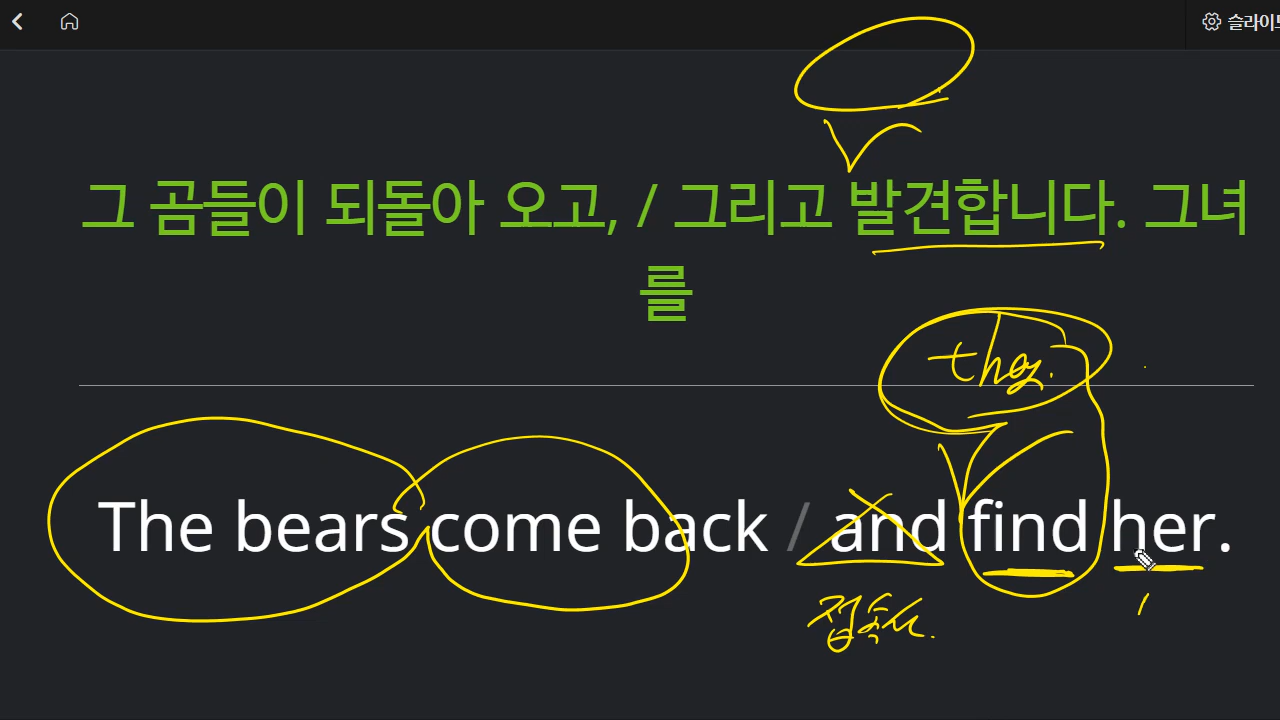 슬라이드
그 곰들이 되돌아 오고, / 그리고 발견합니다. 그녀
를
they.
The bears come back / and find her.
접속사.